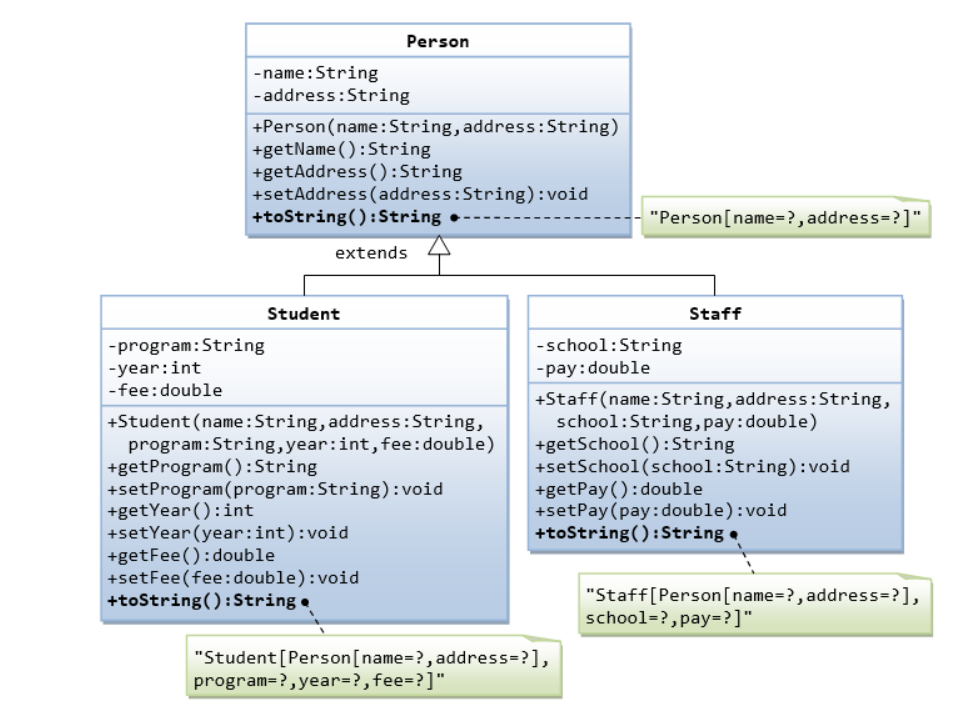 Person
-name:String
-address:String
+Person(name:String,address:String)
+getName():String
+getAddress():String
+setAddress(address:String):void
+toString():String
"Person[name=?,address=?]"
extends
Student
-program:String
-year:int
-fee:double
+Student(name:String,address:String,
program:String,year:int,fee:double)
+getProgram():String
+setProgram(program:String):void
+getYear():int
+setYear(year:int):void
+getFee():double
+setFee(fee:double):void
+toString():String
"Student[Person[name=?,address=?],
program=?,year=?,fee=?]"
Staff
-school:String
-pay:double
+Staff(name:String,address:String,
school:String,pay:double)
+getSchool():String
+setSchool(school:String):void
+getPay():double
+setPay(pay:double):void
+toString():String
"Staff[Person[name=?,address=?],
school=?,pay=?]"